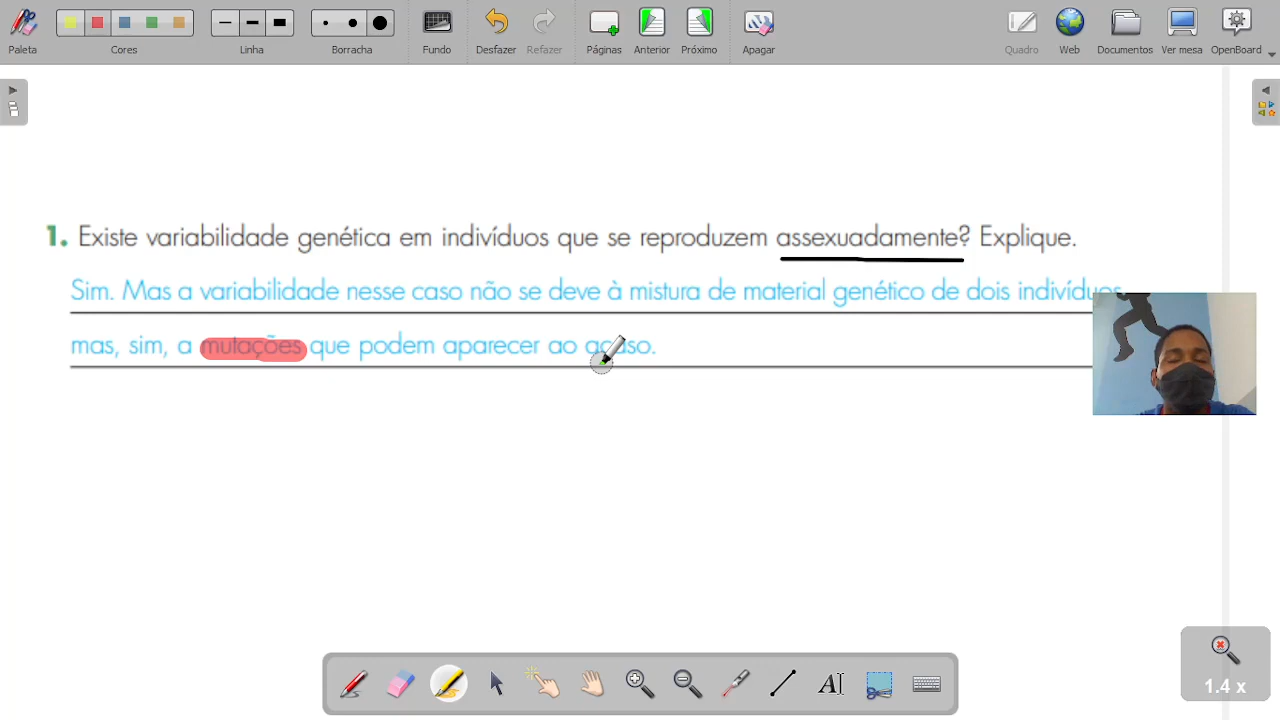 Paleta Cores Linha Borracha Fundo Desfazer Refazer Páginas Anterior Próximo Apagar Quadro Web Documentos Ver mesa OpenBoard
1. Existe variabilidade genética em indivíduos que se reproduzem assexuadamente? Explique.
Sim. Mas a variabilidade nesse caso não se deve à mistura de material genético de dois indivíduos
mas, sim, a mutações que podem aparecer ao acaso.
AI
1.4 x